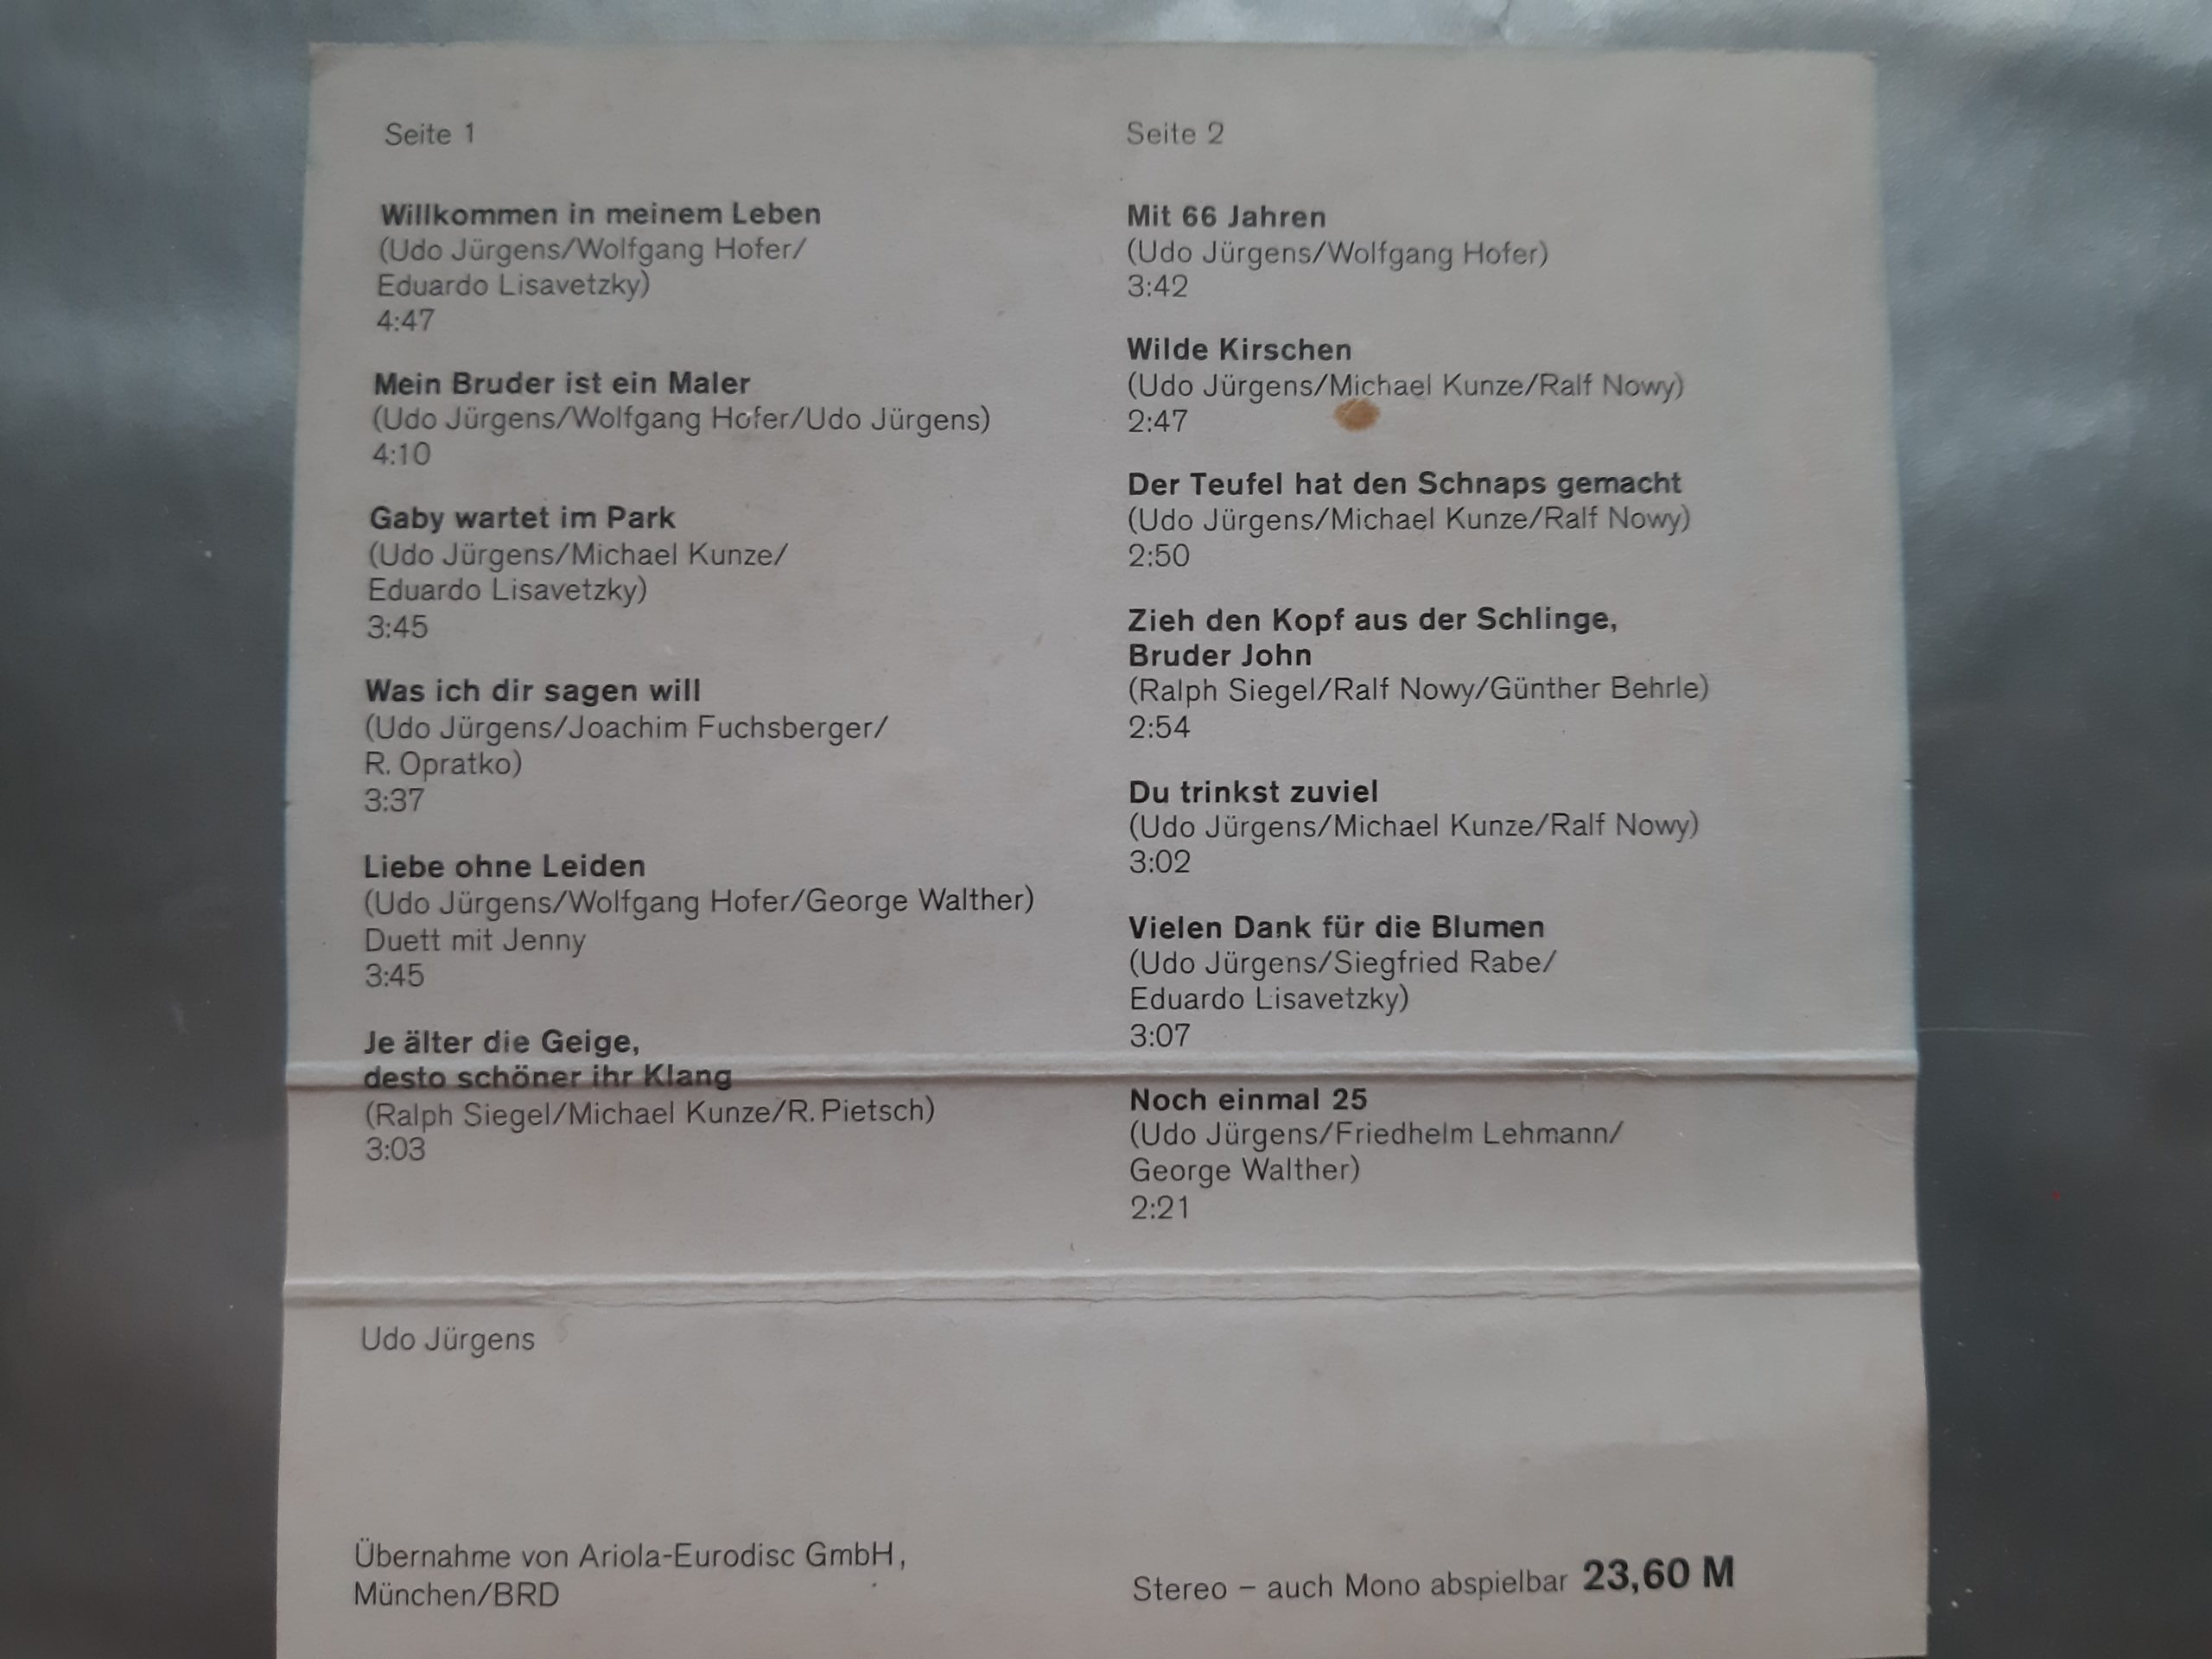 Seite 1
Willkommen in meinem Leben
(Udo Jürgens/Wolfgang Hofer/
Eduardo Lisavetzky)
4:47
Mein Bruder ist ein Maler
(Udo Jürgens/Wolfgang Hofer/Udo Jürgens)
4:10
Gaby wartet im Park
(Udo Jürgens/Michael Kunze/
Eduardo Lisavetzky)
3:45
Was ich dir sagen will
(Udo Jürgens/Joachim Fuchsberger/
R. Opratko)
3:37
Liebe ohne Leiden
(Udo Jürgens/Wolfgang Hofer/George Walther)
Duett mit Jenny
3:45
Je älter die Geige,
desto schöner ihr Klang
(Ralph Siegel/Michael Kunze/R. Pietsch)
3:03
Seite 2
Mit 66 Jahren
(Udo Jürgens/Wolfgang Hofer)
3:42
Wilde Kirschen
(Udo Jürgens/Michael Kunze/Ralf Nowy)
2:47
Der Teufel hat den Schnaps gemacht
(Udo Jürgens/Michael Kunze/Ralf Nowy)
2:50
Zieh den Kopf aus der Schlinge,
Bruder John
(Ralph Siegel/Ralf Nowy/Günther Behrle)
2:54
Du trinkst zuviel
(Udo Jürgens/Michael Kunze/Ralf Nowy)
3:02
Vielen Dank für die Blumen
(Udo Jürgens/Siegfried Rabe/
Eduardo Lisavetzky)
3:07
Noch einmal 25
(Udo Jürgens/Friedhelm Lehmann/
George Walther)
2:21
Udo Jürgens
Übernahme von Ariola-Eurodisc GmbH,
München/BRD
Stereo – auch Mono abspielbar 23,60 M